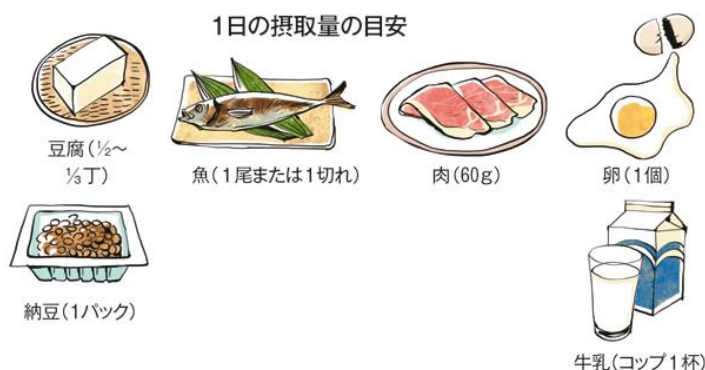 1日の摂取量の目安
豆腐(½〜
⅓丁)
魚(1尾または1切れ)
肉(60g)
卵(1個)
納豆(1パック)
牛乳(コップ1杯)